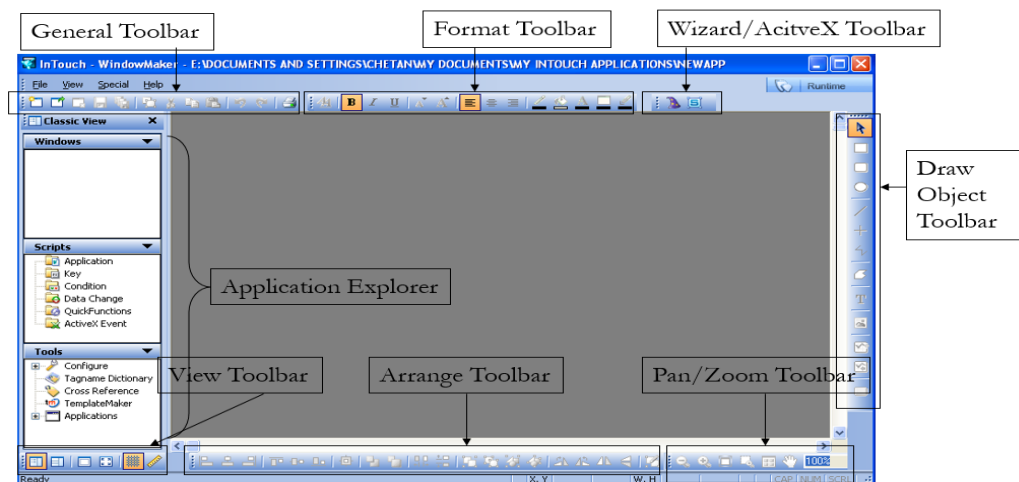 General Toolbar
Format Toolbar
Wizard/AcitveX Toolbar
InTouch - WindowMaker - E:\DOCUMENTS AND SETTINGS\CHETAN\MY DOCUMENTS\MY INTOUCH APPLICATIONS\NEWAPP
File View Special Help
Runtime
B I U
Classic View
Windows
Draw
Object
Toolbar
Scripts
Application
Key
Condition
Data Change
QuickFunctions
ActiveX Event
Application Explorer
Tools
Configure
Tagname Dictionary
Cross Reference
TemplateMaker
Applications
View Toolbar
Arrange Toolbar
Pan/Zoom Toolbar
T
100%
Ready
X, Y
W, H
CAP NUM SCRL